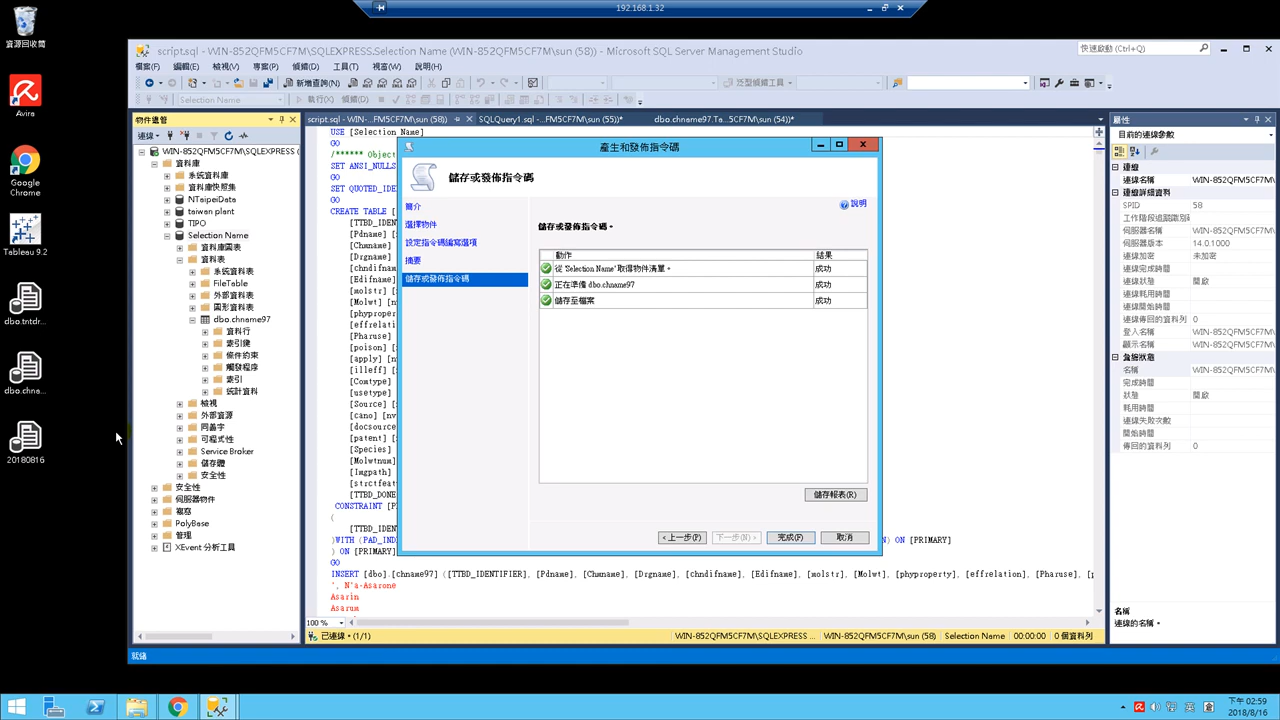 192.168.1.32
資源回收筒
Avira
Google Chrome
Tableau 9.2
dbo.tntdr...
dbo.chna...
20180816
script.sql - WIN-852QFM5CF7M\SQLEXPRESS.Selection Name (WIN-852QFM5CF7M\sun (58)) - Microsoft SQL Server Management Studio
快速啟動 (Ctrl+Q)
檔案(F) 編輯(E) 檢視(V) 專案(P) 偵錯(D) 工具(T) 視窗(W) 說明(H)
新增查詢(N) 泛型偵錯工具
Selection Name 執行(X) 偵錯(D)
物件總管
連線
WIN-852QFM5CF7M\SQLEXPRESS (
資料庫
系統資料庫
資料庫快照集
NTaipeiData
taiwan plant
TIPO
Selection Name
資料庫圖表
資料表
系統資料表
FileTable
外部資料表
圖形資料表
dbo.chname97
資料行
索引鍵
條件約束
觸發程序
索引
統計資料
檢視
外部資源
同義字
可程式性
Service Broker
儲存體
安全性
安全性
伺服器物件
複寫
PolyBase
管理
XEvent 分析工具
script.sql - WIN-...FM5CF7M\sun (58)) SQLQuery1.sql -...FM5CF7M\sun (55))* dbo.chname97.Ta...5CF7M\sun (54))*
USE [Selection Name]
GO
/****** Objec
SET ANSI_NULLS
GO
SET QUOTED_IDE
GO
CREATE TABLE [
[TTBD_IDEN
[Pdname] [
[Chmname]
[Drgname]
[chndifnam
[Edifname]
[molstr] [
[Molwt] [n
[phyproper
[effrelati
[Pharuse]
[poison] [
[apply] [n
[illeff] [
[Comtype]
[usetype]
[Source] [
[cano] [nv
[docsource
[patent] [
[Species]
[Molwtnum]
[Imgpath]
[strctfeat
[TTBD_DONE
CONSTRAINT [P
(
[TTBD_IDEN
)WITH (PAD_IND N) ON [PRIMARY]
) ON [PRIMARY]
GO
INSERT [dbo].[chname97] ([TTBD_IDENTIFIER], [Pdname], [Chmname], [Drgname], [chndifname], [Edifname], [molstr], [Molwt], [phyproperty], [effrelation], [Pharuse], [p
', N'a-Asarone
Asarin
Asarum
100 %
產生和發佈指令碼
儲存或發佈指令碼
簡介
選擇物件
設定指令碼編寫選項
摘要
儲存或發佈指令碼
說明
儲存或發佈指令碼。
動作 結果
從 'Selection Name' 取得物件清單。 成功
正在準備 dbo.chname97 成功
儲存至檔案 成功
儲存報表(R)
< 上一步(P) 下一步(N) > 完成(F) 取消
已連線。(1/1) WIN-852QFM5CF7M\SQLEXPRESS ... WIN-852QFM5CF7M\sun (58) Selection Name 00:00:00 0 個資料列
屬性
目前的連線參數
連線
連線名稱 WIN-852QFM5CF7M\
連線詳細資料
SPID 58
工作階段追蹤識別
伺服器名稱 WIN-852QFM5CF7M\
伺服器版本 14.0.1000
連線加密 未加密
連線完成時間
連線狀態 開啟
連線耗用時間
連線開始時間
連線傳回的資料列 0
登入名稱 WIN-852QFM5CF7M\
顯示名稱 WIN-852QFM5CF7M\
彙總狀態
名稱 WIN-852QFM5CF7M\
完成時間
狀態 開啟
耗用時間
連線失敗次數
開始時間
傳回的資料列 0
名稱
連線的名稱。
就緒
下午 02:59
2018/8/16